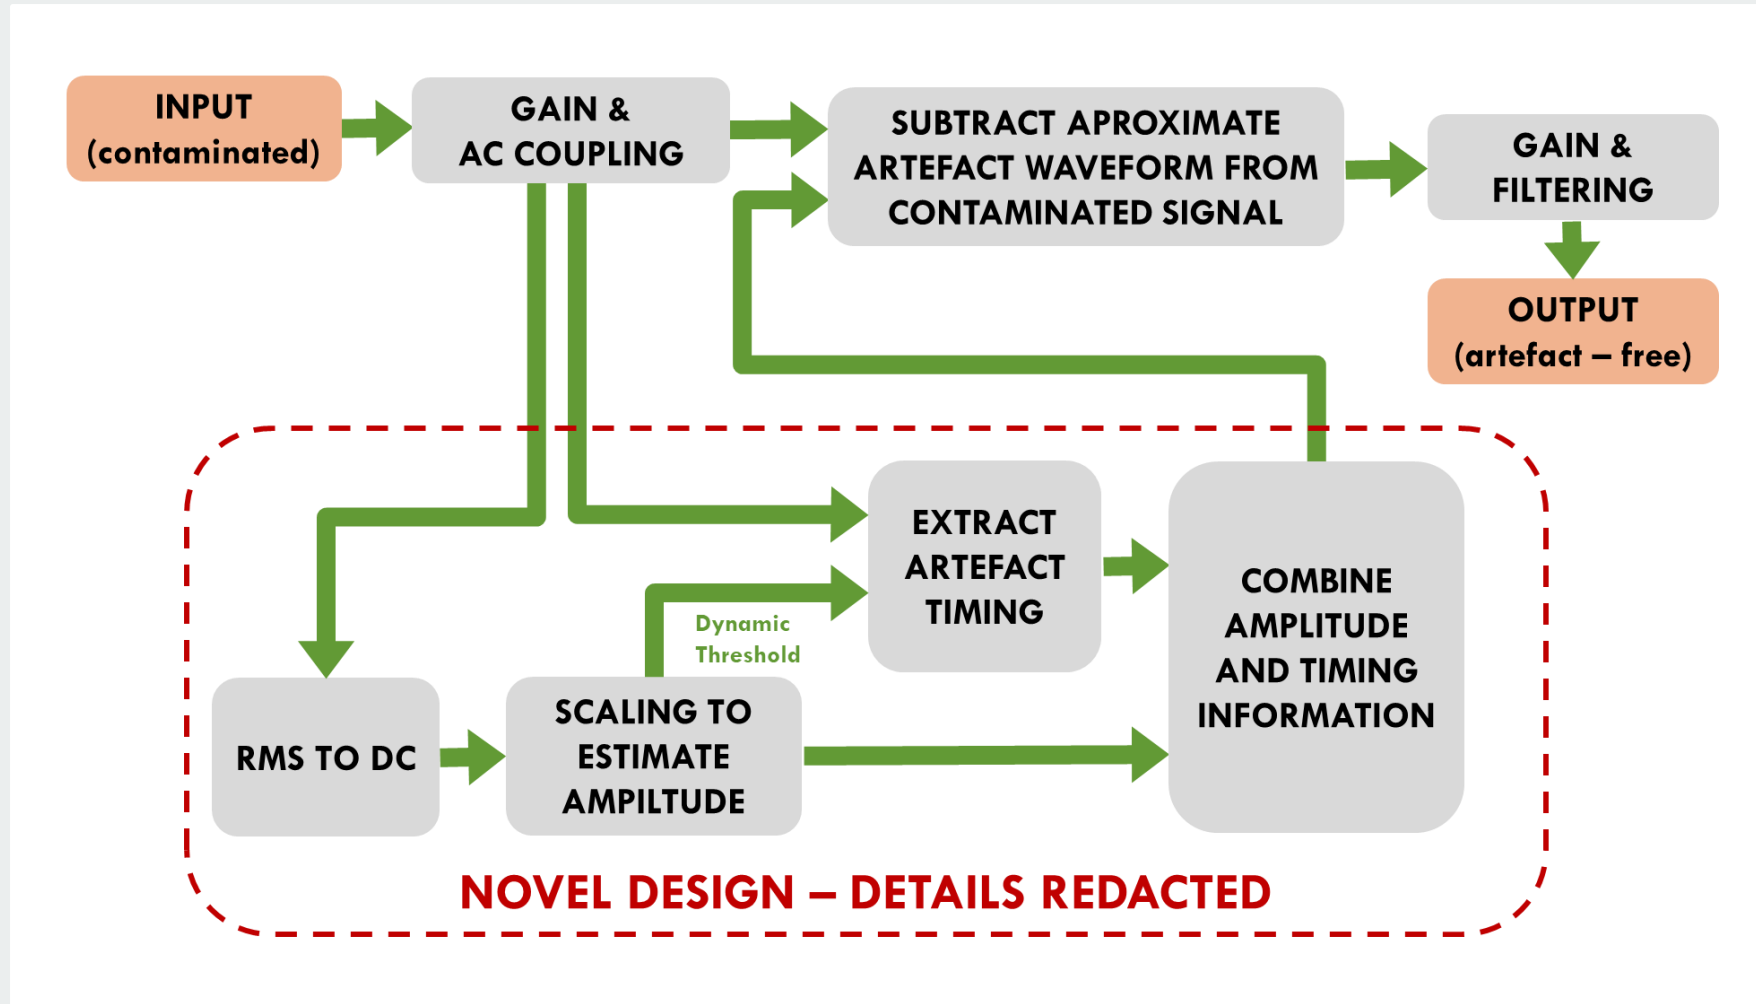 INPUT
(contaminated)
GAIN &
AC COUPLING
SUBTRACT APROXIMATE
ARTEFACT WAVEFORM FROM
CONTAMINATED SIGNAL
GAIN &
FILTERING
OUTPUT
(artefact – free)
EXTRACT
ARTEFACT
TIMING
COMBINE
AMPLITUDE
AND TIMING
INFORMATION
Dynamic
Threshold
RMS TO DC
SCALING TO
ESTIMATE
AMPILTUDE
NOVEL DESIGN – DETAILS REDACTED